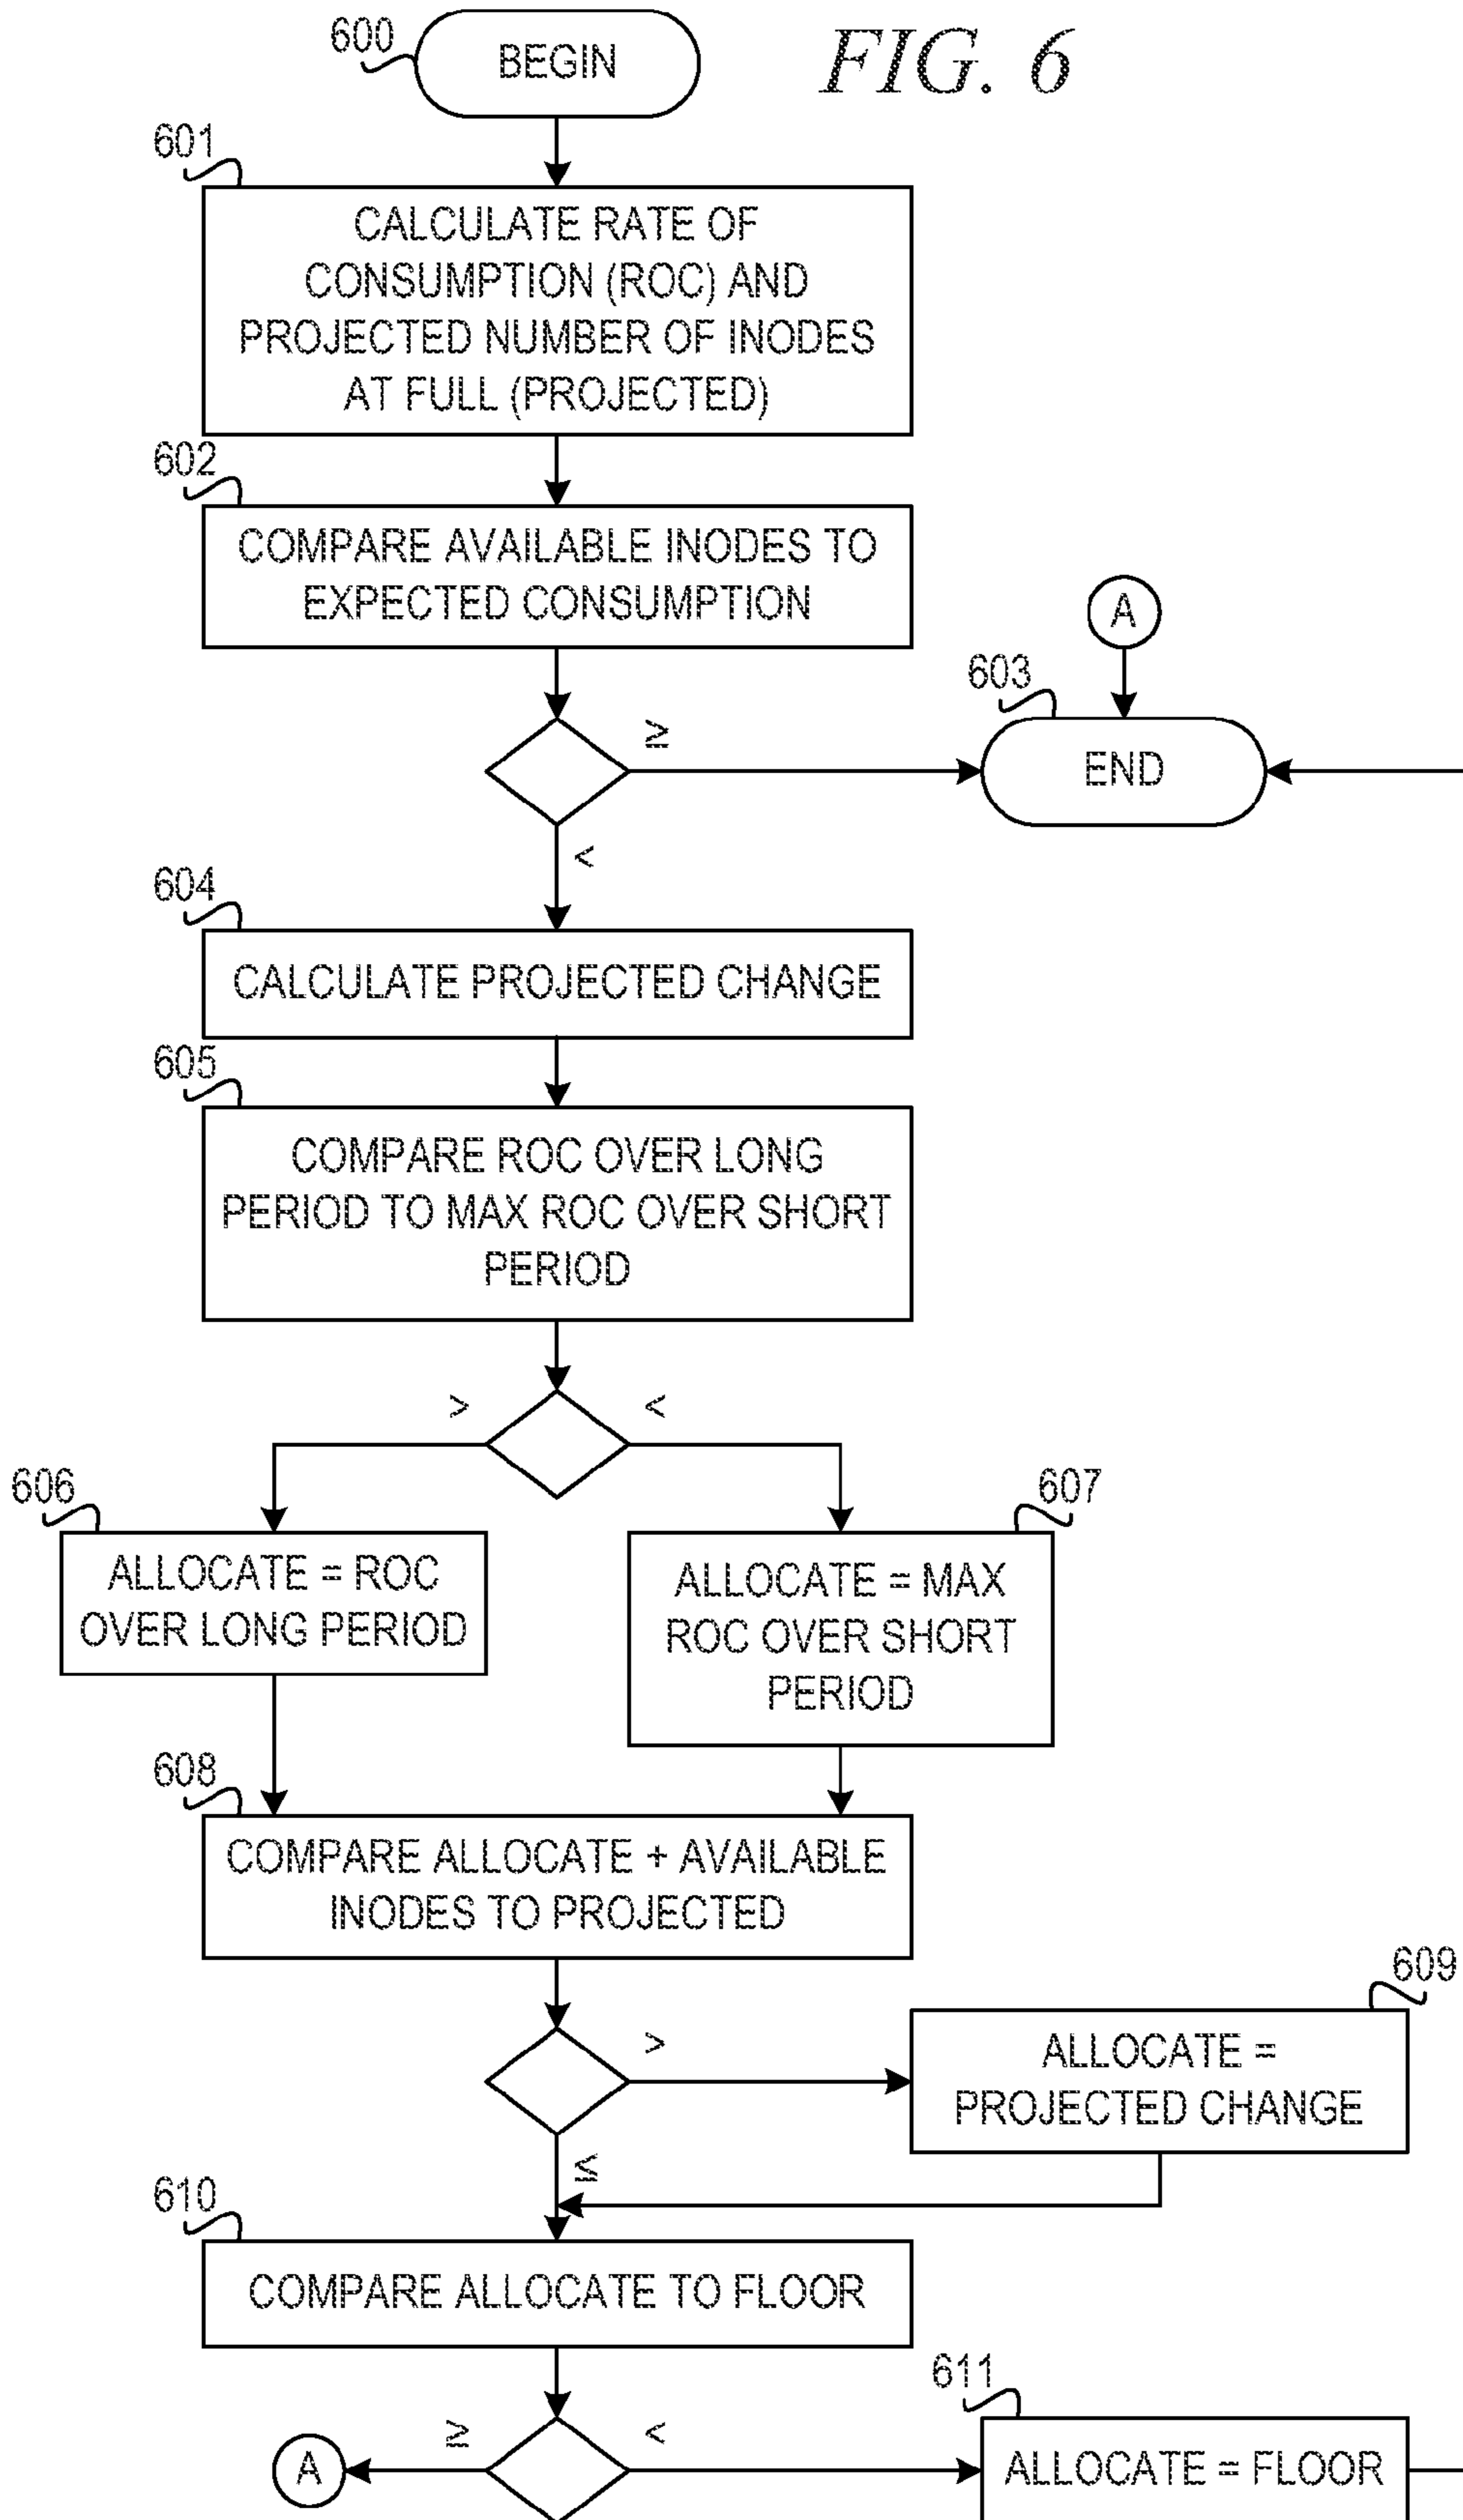 600
BEGIN
FIG. 6
601
CALCULATE RATE OF
CONSUMPTION (ROC) AND
PROJECTED NUMBER OF INODES
AT FULL (PROJECTED)
602
COMPARE AVAILABLE INODES TO
EXPECTED CONSUMPTION
A
603
≥
END
<
604
CALCULATE PROJECTED CHANGE
605
COMPARE ROC OVER LONG
PERIOD TO MAX ROC OVER SHORT
PERIOD
>
<
606
ALLOCATE = ROC
OVER LONG PERIOD
607
ALLOCATE = MAX
ROC OVER SHORT
PERIOD
608
COMPARE ALLOCATE + AVAILABLE
INODES TO PROJECTED
>
609
ALLOCATE =
PROJECTED CHANGE
≤
610
COMPARE ALLOCATE TO FLOOR
≥
A
<
611
ALLOCATE = FLOOR